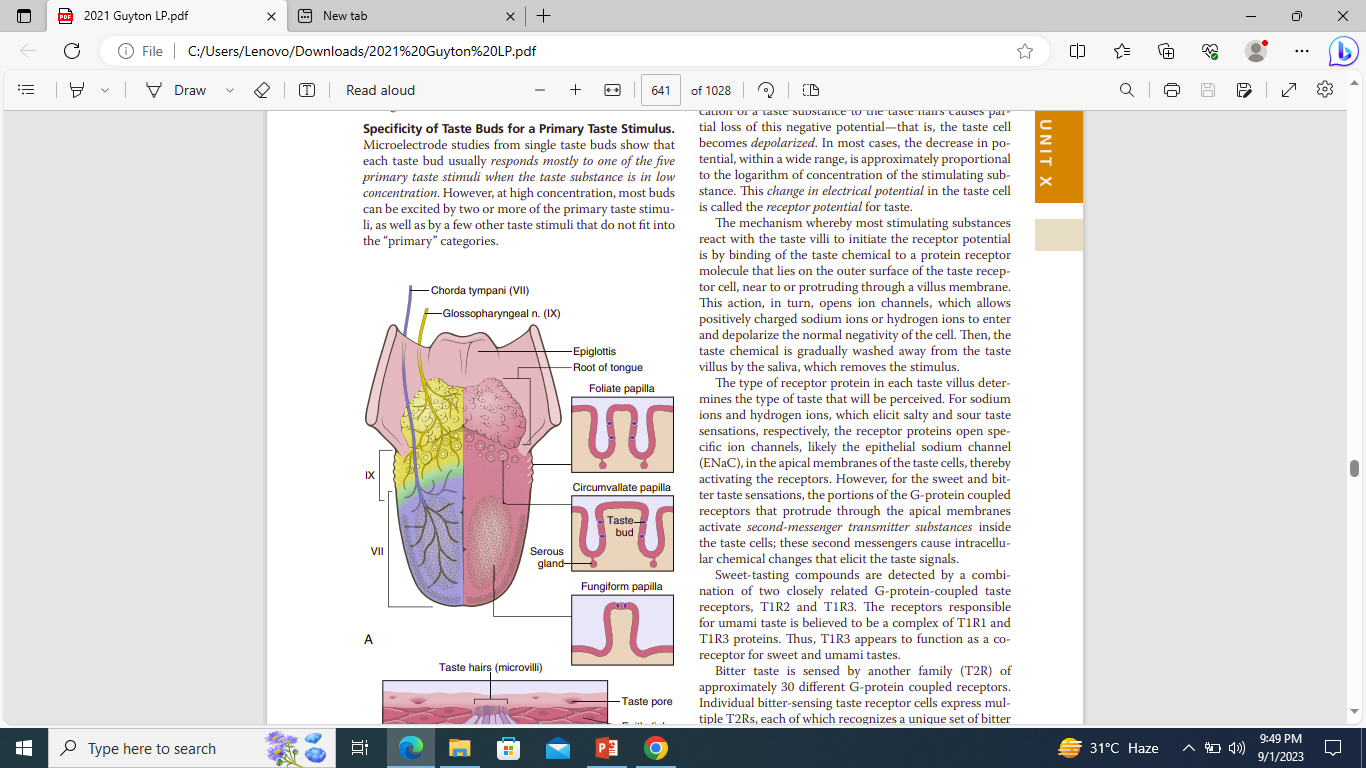 2021 Guyton LP.pdf
New tab
File
C:/Users/Lenovo/Downloads/2021%20Guyton%20LP.pdf
Draw
Read aloud
641
of 1028
Specificity of Taste Buds for a Primary Taste Stimulus.
Microelectrode studies from single taste buds show that
each taste bud usually responds mostly to one of the five
primary taste stimuli when the taste substance is in low
concentration. However, at high concentration, most buds
can be excited by two or more of the primary taste stimu-
li, as well as by a few other taste stimuli that do not fit into
the “primary” categories.
Chorda tympani (VII)
Glossopharyngeal n. (IX)
Epiglottis
Root of tongue
Foliate papilla
IX
Circumvallate papilla
Taste
bud
VII
Serous
gland
Fungiform papilla
A
Taste hairs (microvilli)
Taste pore
cation of a taste substance to the taste hairs causes par-
tial loss of this negative potential—that is, the taste cell
becomes depolarized. In most cases, the decrease in po-
tential, within a wide range, is approximately proportional
to the logarithm of concentration of the stimulating sub-
stance. This change in electrical potential in the taste cell
is called the receptor potential for taste.
The mechanism whereby most stimulating substances
react with the taste villi to initiate the receptor potential
is by binding of the taste chemical to a protein receptor
molecule that lies on the outer surface of the taste recep-
tor cell, near to or protruding through a villus membrane.
This action, in turn, opens ion channels, which allows
positively charged sodium ions or hydrogen ions to enter
and depolarize the normal negativity of the cell. Then, the
taste chemical is gradually washed away from the taste
villus by the saliva, which removes the stimulus.
The type of receptor protein in each taste villus deter-
mines the type of taste that will be perceived. For sodium
ions and hydrogen ions, which elicit salty and sour taste
sensations, respectively, the receptor proteins open spe-
cific ion channels, likely the epithelial sodium channel
(ENaC), in the apical membranes of the taste cells, thereby
activating the receptors. However, for the sweet and bit-
ter taste sensations, the portions of the G-protein coupled
receptors that protrude through the apical membranes
activate second-messenger transmitter substances inside
the taste cells; these second messengers cause intracellu-
lar chemical changes that elicit the taste signals.
Sweet-tasting compounds are detected by a combi-
nation of two closely related G-protein-coupled taste
receptors, T1R2 and T1R3. The receptors responsible
for umami taste is believed to be a complex of T1R1 and
T1R3 proteins. Thus, T1R3 appears to function as a co-
receptor for sweet and umami tastes.
Bitter taste is sensed by another family (T2R) of
approximately 30 different G-protein coupled receptors.
Individual bitter-sensing taste receptor cells express mul-
tiple T2Rs, each of which recognizes a unique set of bitter
UNIT X
Type here to search
31°C Haze
9:49 PM
9/1/2023